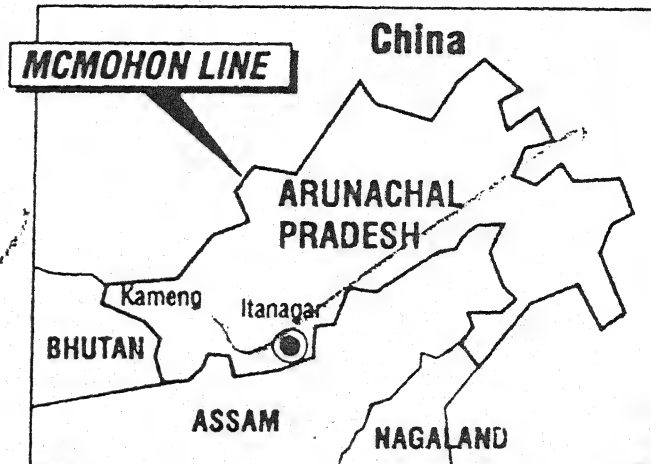 China
MCMOHON LINE
ARUNACHAL
PRADESH
Kameng
Itanagar
BHUTAN
ASSAM
NAGALAND